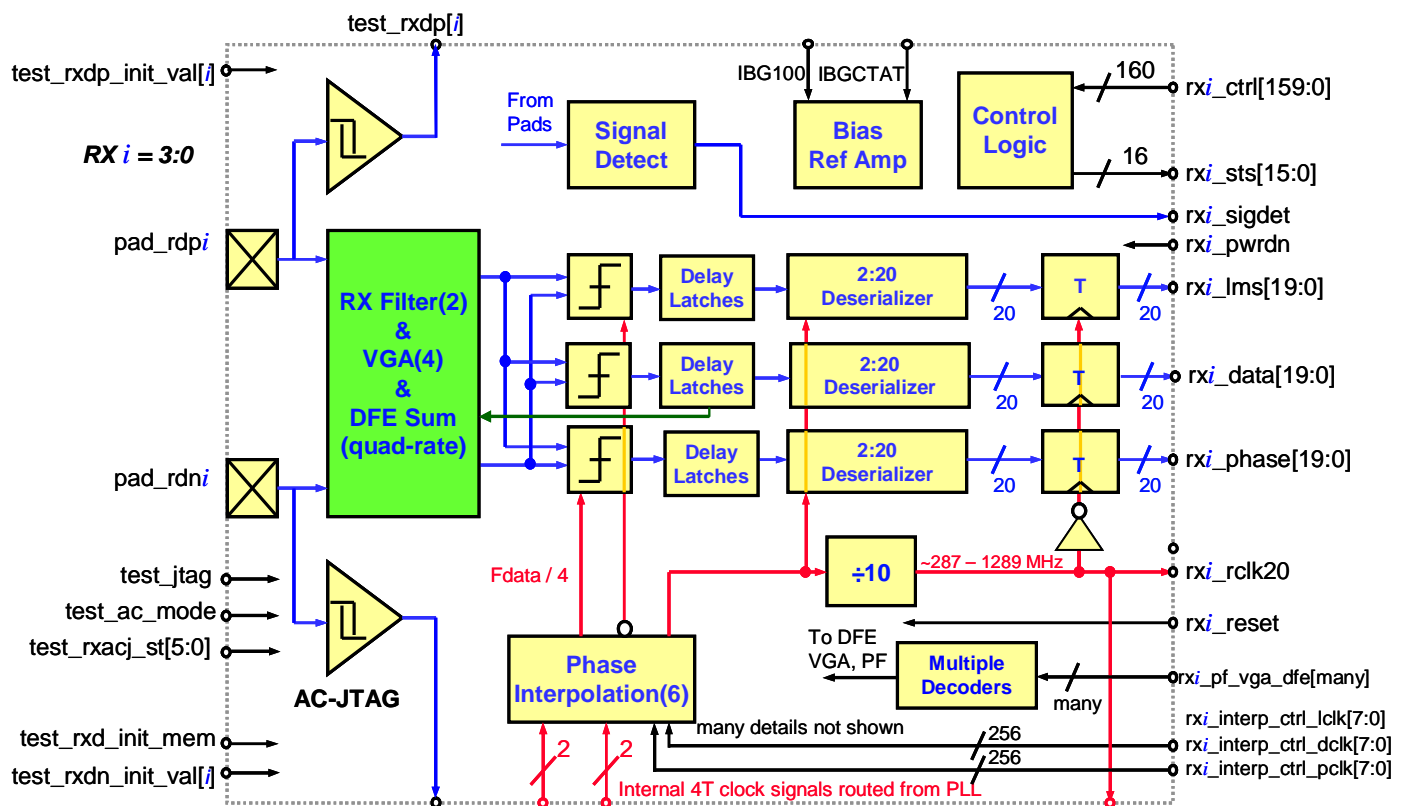 test_rxdp[i]
test_rxdp_init_val[i]
RX i = 3:0
pad_rdpi
pad_rdni
test_jtag
test_ac_mode
test_rxacj_st[5:0]
test_rxd_init_mem
test_rxdn_init_val[i]
AC-JTAG
RX Filter(2)
&
VGA(4)
&
DFE Sum
(quad-rate)
From
Pads
Signal
Detect
IBG100
IBGCTAT
Bias
Ref Amp
Control
Logic
160
16
rxi_ctrl[159:0]
rxi_sts[15:0]
rxi_sigdet
rxi_pwrdn
Delay
Latches
2:20
Deserializer
20
T
20
rxi_lms[19:0]
Delay
Latches
2:20
Deserializer
20
T
20
rxi_data[19:0]
Delay
Latches
2:20
Deserializer
20
T
20
rxi_phase[19:0]
Fdata / 4
÷10
~287 – 1289 MHz
rxi_rclk20
rxi_reset
To DFE
VGA, PF
Multiple
Decoders
many
rxi_pf_vga_dfe[many]
Phase
Interpolation(6)
many details not shown
256
256
rxi_interp_ctrl_lclk[7:0]
rxi_interp_ctrl_dclk[7:0]
rxi_interp_ctrl_pclk[7:0]
2
2
Internal 4T clock signals routed from PLL